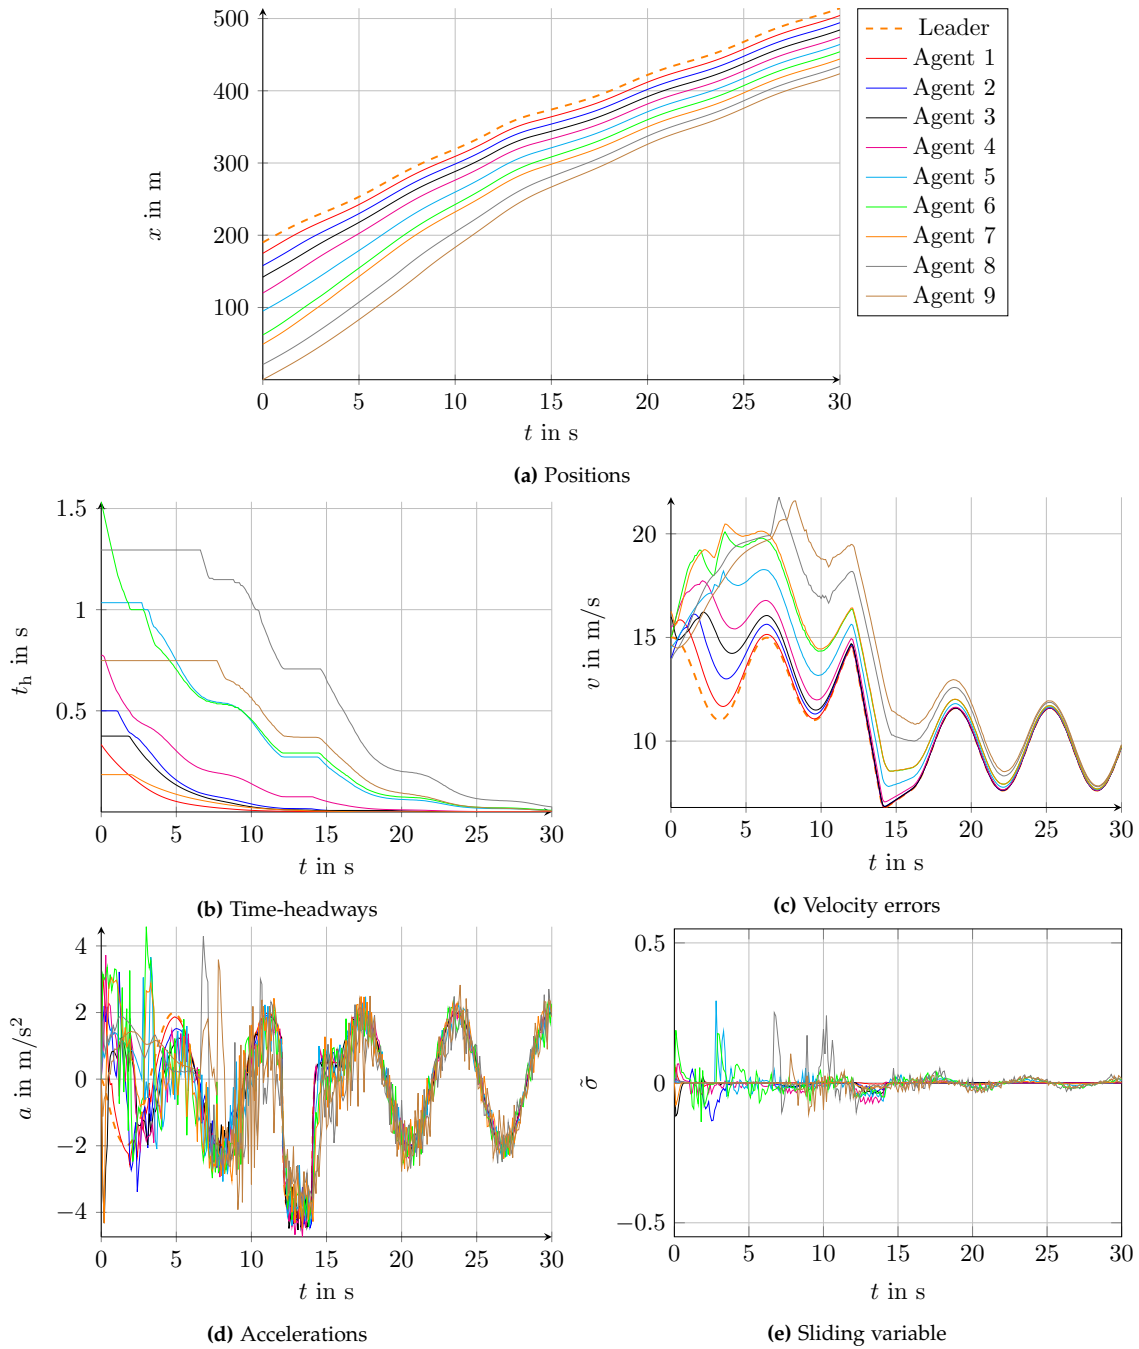 500
400
300
200
100
0 5 10 15 20 25 30
x in m
t in s
Leader
Agent 1
Agent 2
Agent 3
Agent 4
Agent 5
Agent 6
Agent 7
Agent 8
Agent 9
(a) Positions
1.5
1
0.5
0 5 10 15 20 25 30
t_h in s
t in s
(b) Time-headways
20
15
10
0 5 10 15 20 25 30
v in m/s
t in s
(c) Velocity errors
4
2
0
−2
−4
0 5 10 15 20 25 30
a in m/s²
t in s
(d) Accelerations
0.5
0
−0.5
0 5 10 15 20 25 30
σ̃
t in s
(e) Sliding variable